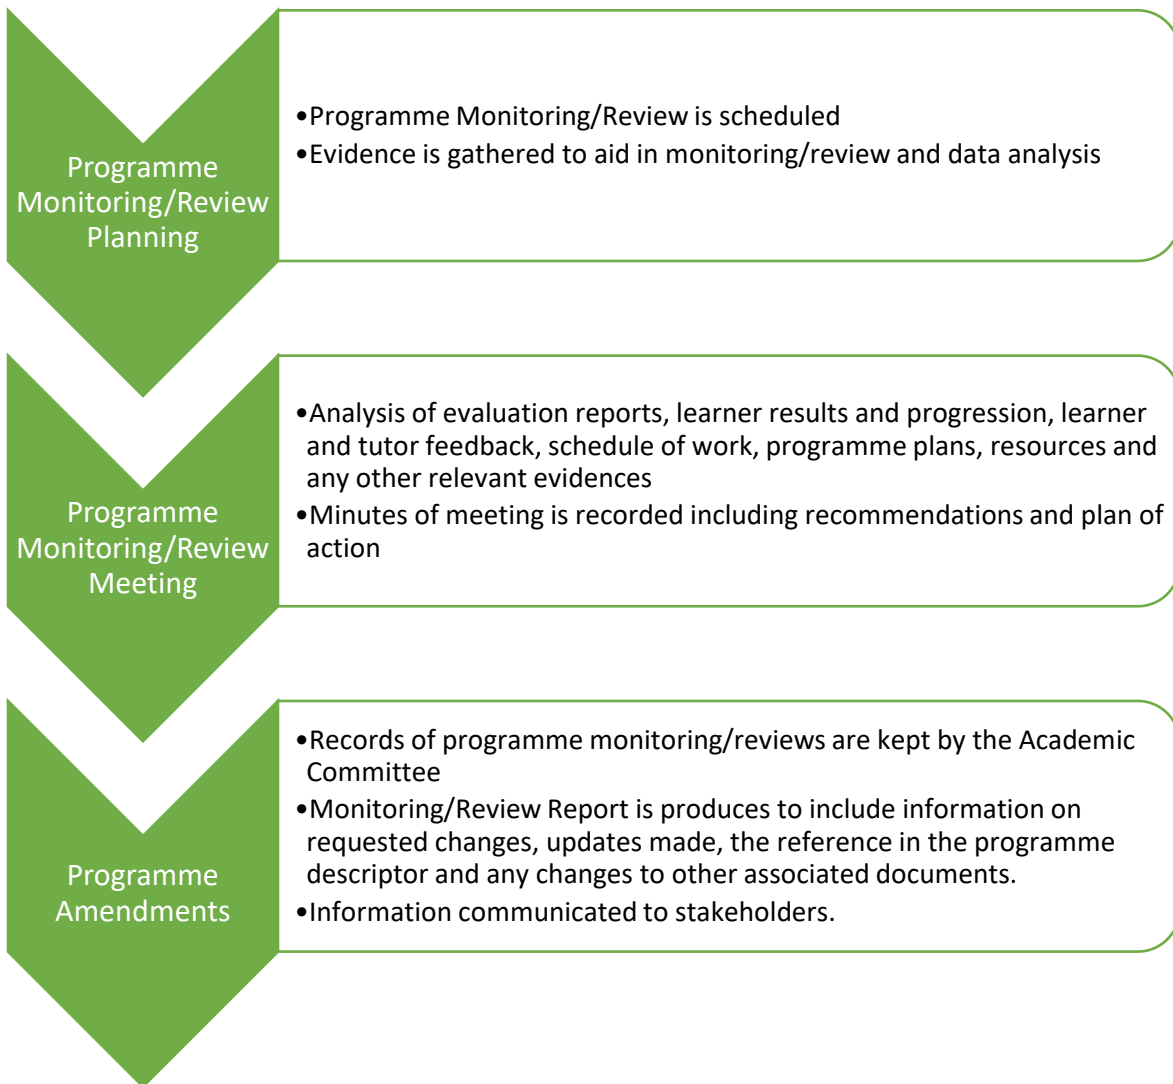 Programme
Monitoring/Review
Planning
•Programme Monitoring/Review is scheduled
•Evidence is gathered to aid in monitoring/review and data analysis
Programme
Monitoring/Review
Meeting
•Analysis of evaluation reports, learner results and progression, learner
and tutor feedback, schedule of work, programme plans, resources and
any other relevant evidences
•Minutes of meeting is recorded including recommendations and plan of
action
Programme
Amendments
•Records of programme monitoring/reviews are kept by the Academic
Committee
•Monitoring/Review Report is produces to include information on
requested changes, updates made, the reference in the programme
descriptor and any changes to other associated documents.
•Information communicated to stakeholders.